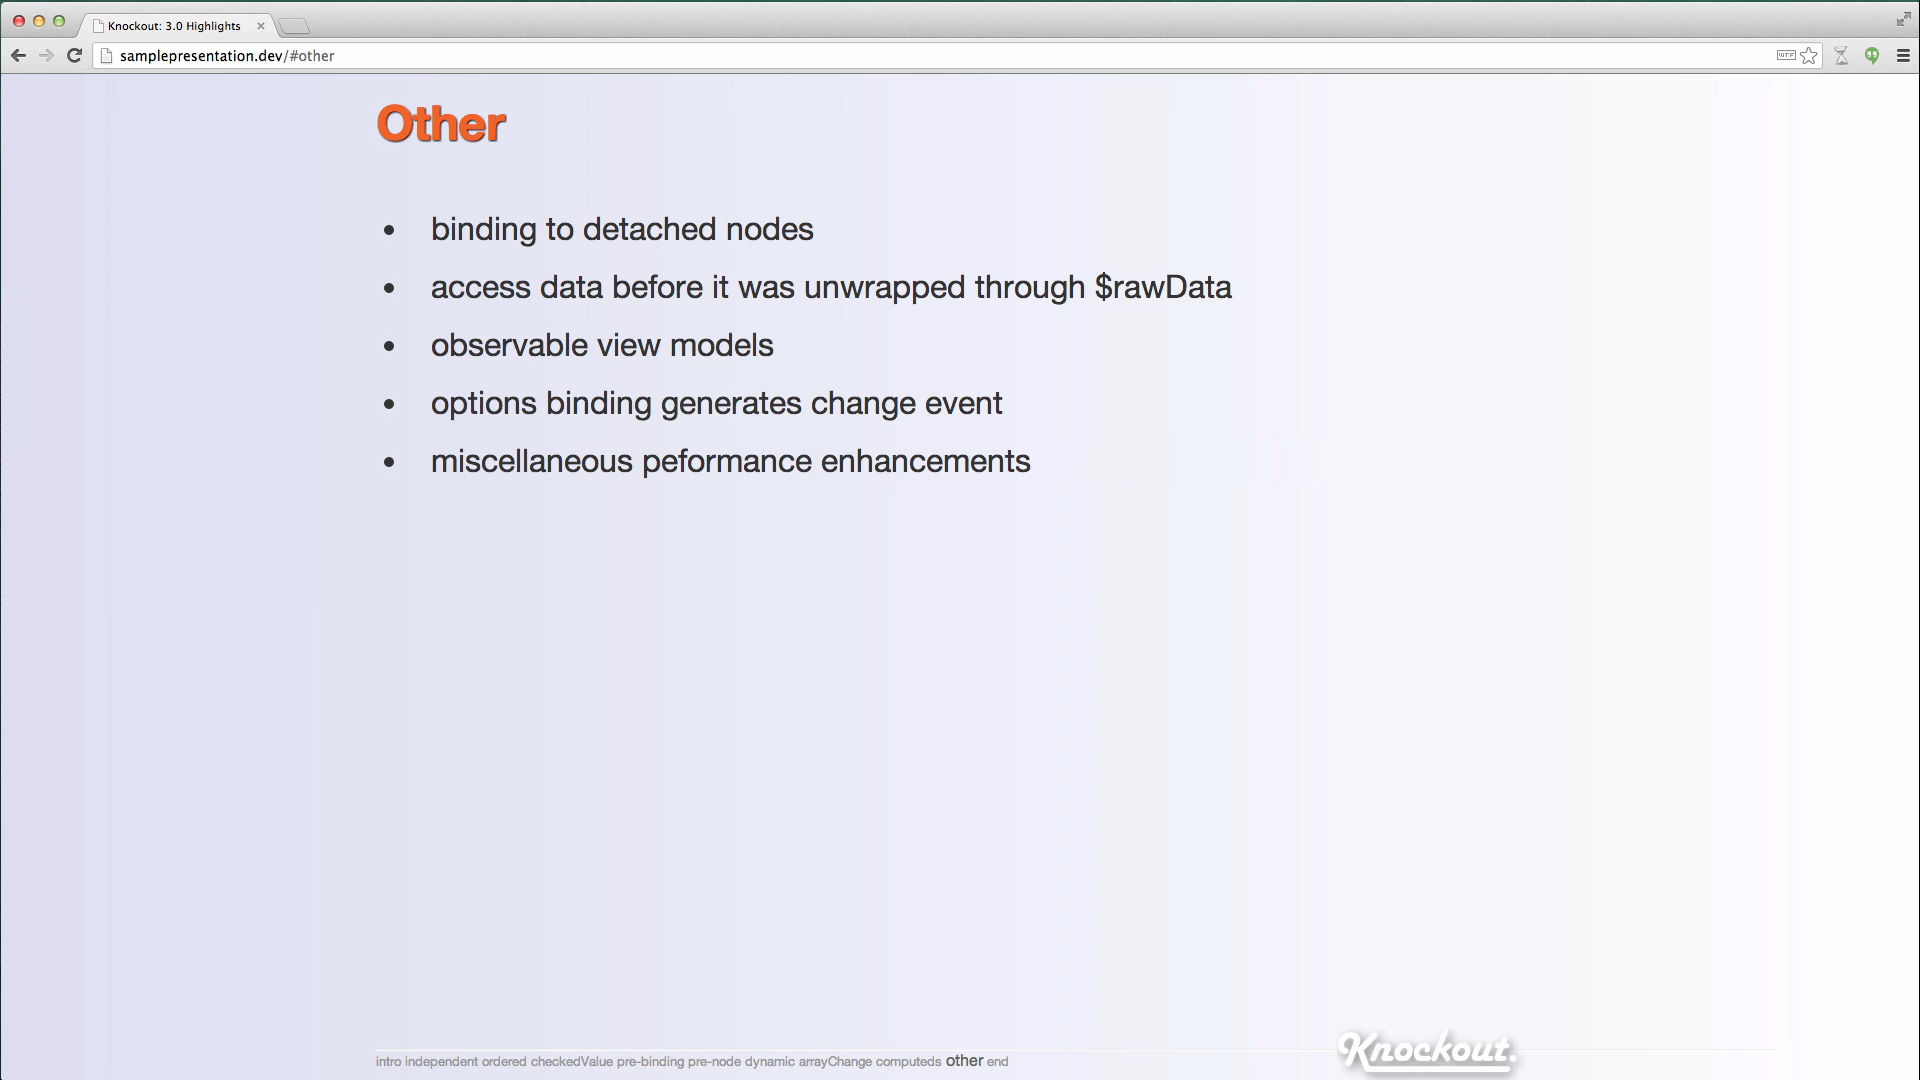 Knockout: 3.0 Highlights
samplepresentation.dev/#other
WTF
Other
• binding to detached nodes
• access data before it was unwrapped through $rawData
• observable view models
• options binding generates change event
• miscellaneous peformance enhancements
intro independent ordered checkedValue pre-binding pre-node dynamic arrayChange computeds other end
Knockout.